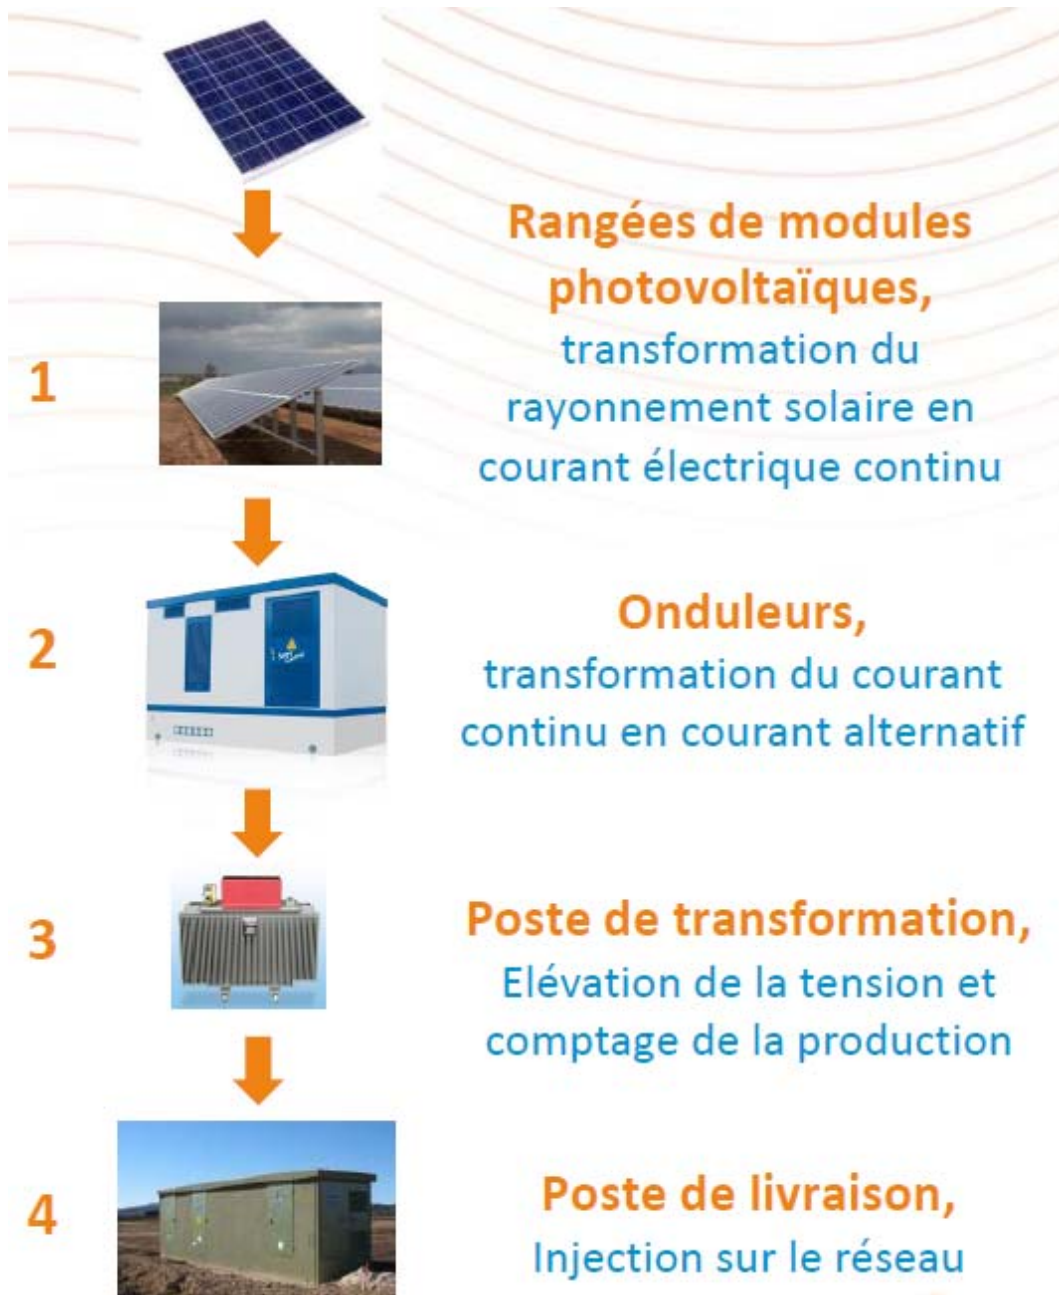 Rangées de modules
photovoltaïques,
1
transformation du
rayonnement solaire en
courant électrique continu
Onduleurs,
2
transformation du courant
continu en courant alternatif
Poste de transformation,
3
Elévation de la tension et
comptage de la production
Poste de livraison,
4
Injection sur le réseau